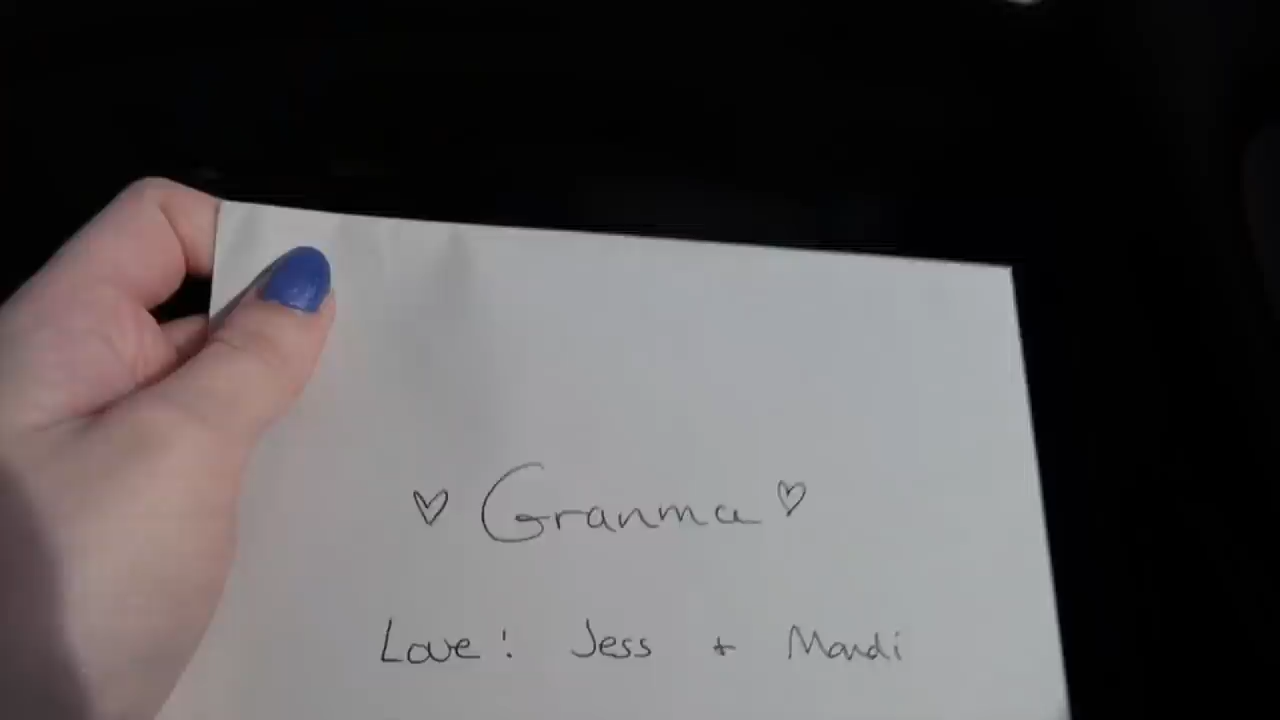 ♡ Granma ♡
Love: Jess + Mandi